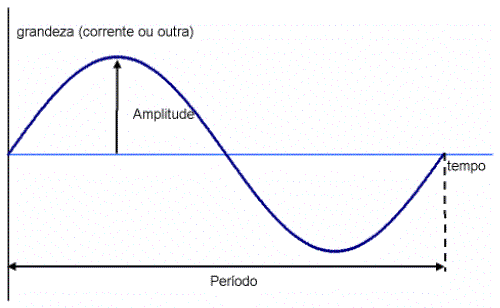 grandeza (corrente ou outra)
Amplitude
tempo
Período